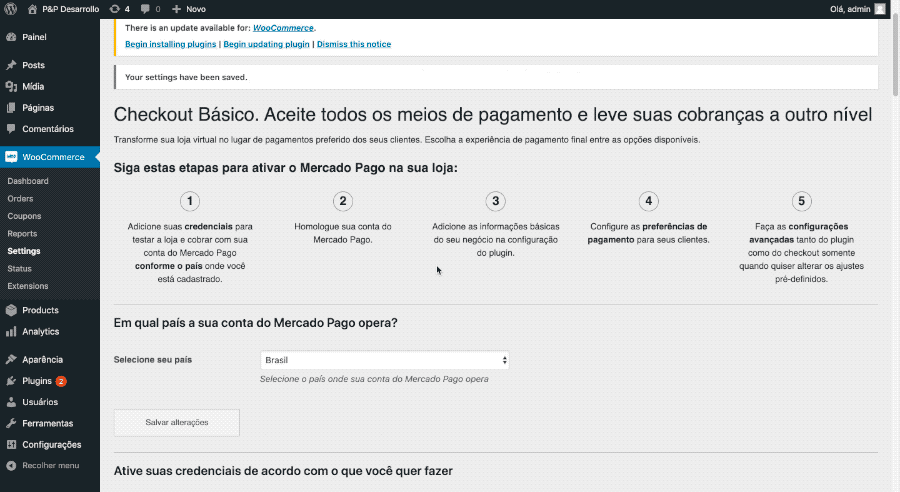 P&P Desarrollo
4
0
Novo
Olá, admin
Painel
Posts
Mídia
Páginas
Comentários
WooCommerce
Dashboard
Orders
Coupons
Reports
Settings
Status
Extensions
Products
Analytics
Aparência
Plugins 2
Usuários
Ferramentas
Configurações
Recolher menu
There is an update available for: WooCommerce.
Begin installing plugins | Begin updating plugin | Dismiss this notice
Your settings have been saved.
Checkout Básico. Aceite todos os meios de pagamento e leve suas cobranças a outro nível
Transforme sua loja virtual no lugar de pagamentos preferido dos seus clientes. Escolha a experiência de pagamento final entre as opções disponíveis.
Siga estas etapas para ativar o Mercado Pago na sua loja:
1
Adicione suas credenciais para
testar a loja e cobrar com sua
conta do Mercado Pago
conforme o país onde você
está cadastrado.
2
Homologue sua conta do
Mercado Pago.
3
Adicione as informações básicas
do seu negócio na configuração
do plugin.
4
Configure as preferências de
pagamento para seus clientes.
5
Faça as configurações
avançadas tanto do plugin
como do checkout somente
quando quiser alterar os ajustes
pré-definidos.
Em qual país a sua conta do Mercado Pago opera?
Selecione seu país
Brasil
Selecione o país onde sua conta do Mercado Pago opera
Salvar alterações
Ative suas credenciais de acordo com o que você quer fazer